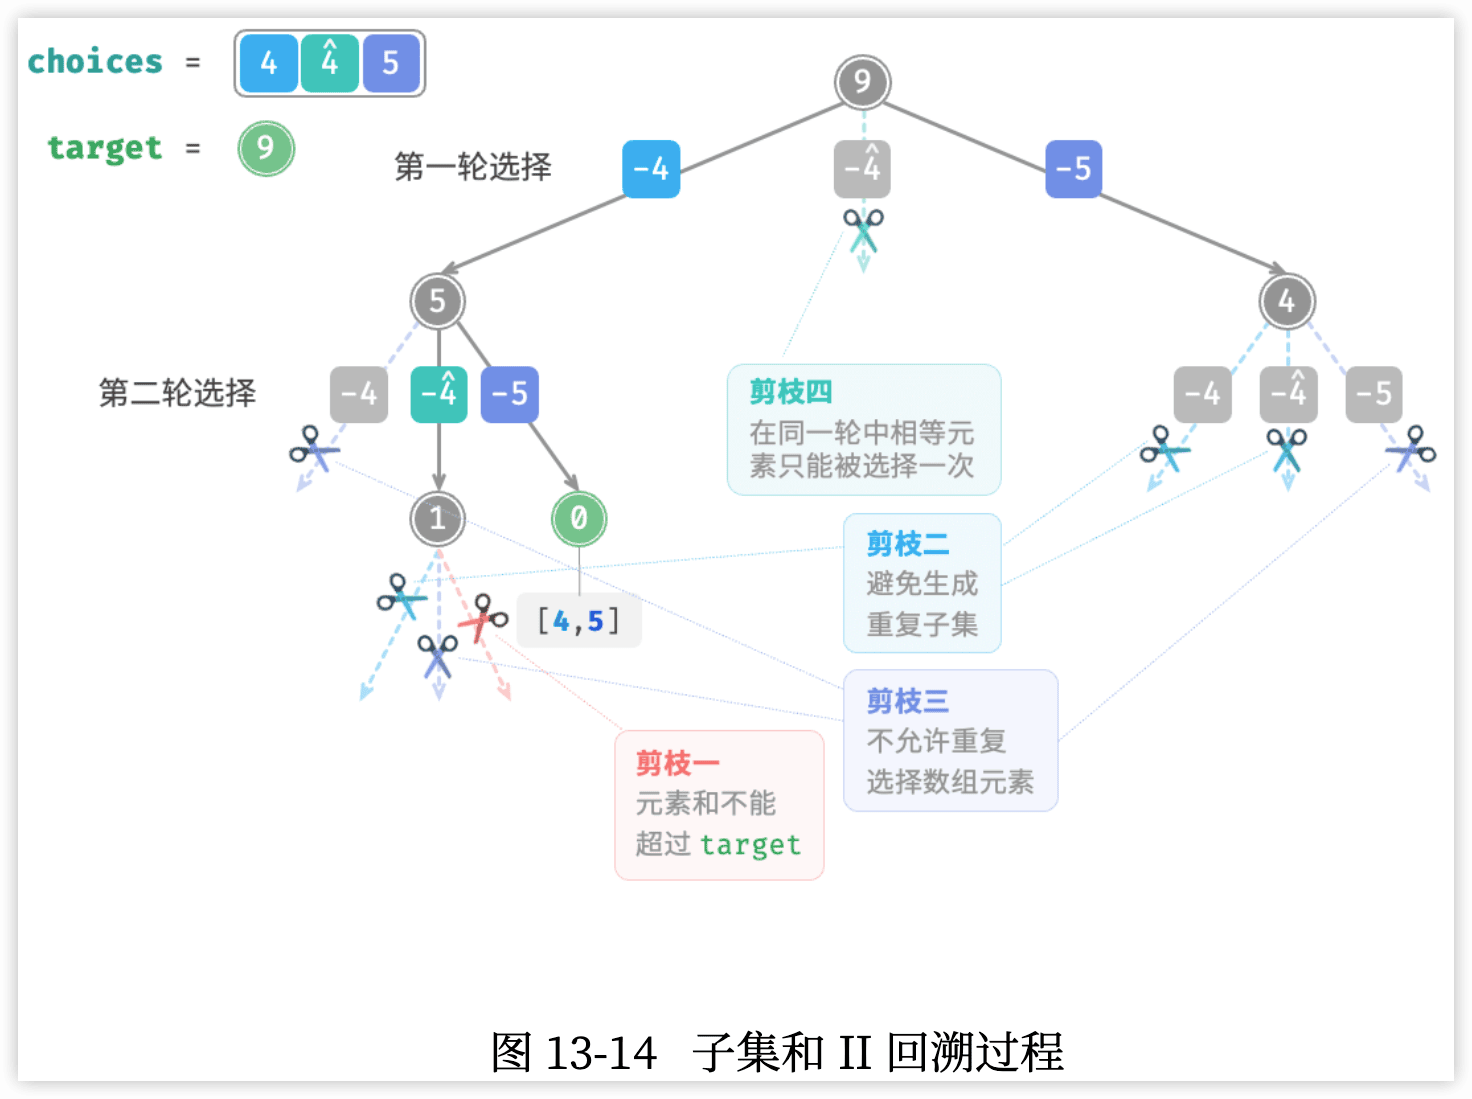 choices = 4 4̂ 5
target = 9
9
第一轮选择
-4 -4̂ -5
5 4
第二轮选择
-4 -4̂ -5 -4 -4̂ -5
剪枝四
在同一轮中相等元
素只能被选择一次
1 0
[4,5]
剪枝二
避免生成
重复子集
剪枝三
不允许重复
选择数组元素
剪枝一
元素和不能
超过 target
图 13-14 子集和 II 回溯过程